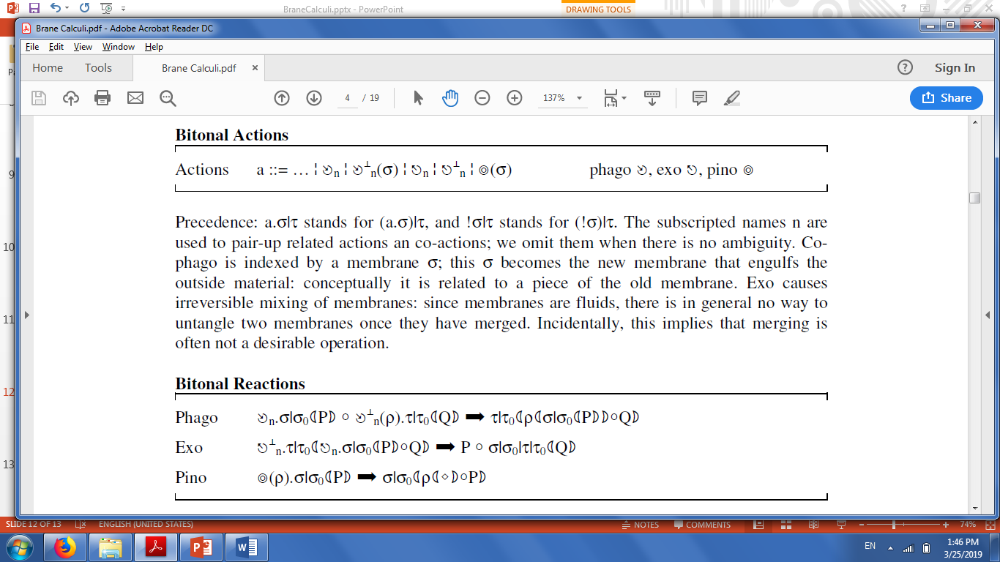 BraneCalculi.pptx - PowerPoint
DRAWING TOOLS
Brane Calculi.pdf - Adobe Acrobat Reader DC
File Edit View Window Help
Home Tools Brane Calculi.pdf × Sign In
4 / 19 137% Share
Bitonal Actions
Actions a ::= … ¦ ⎋n ¦ ⎋⊥n(σ) ¦ ⎋n ¦ ⎋⊥n ¦ ⊚(σ) phago ⎋, exo ⎋, pino ⊚
Precedence: a.σ|τ stands for (a.σ)|τ, and !σ|τ stands for (!σ)|τ. The subscripted names n are
used to pair-up related actions an co-actions; we omit them when there is no ambiguity. Co-
phago is indexed by a membrane σ; this σ becomes the new membrane that engulfs the
outside material: conceptually it is related to a piece of the old membrane. Exo causes
irreversible mixing of membranes: since membranes are fluids, there is in general no way to
untangle two membranes once they have merged. Incidentally, this implies that merging is
often not a desirable operation.
Bitonal Reactions
Phago ⎋n.σ|σ0⦇P⦈ ∘ ⎋⊥n(ρ).τ|τ0⦇Q⦈ ➡ τ|τ0⦇ρ⦇σ|σ0⦇P⦈⦈∘Q⦈
Exo ⎋⊥n.τ|τ0⦇⎋n.σ|σ0⦇P⦈∘Q⦈ ➡ P ∘ σ|σ0|τ|τ0⦇Q⦈
Pino ⊚(ρ).σ|σ0⦇P⦈ ➡ σ|σ0⦇ρ⦇⋄⦈∘P⦈
9
10
11
12
13
SLIDE 12 OF 13 ENGLISH (UNITED STATES) NOTES COMMENTS 74%
EN 1:46 PM
3/25/2019